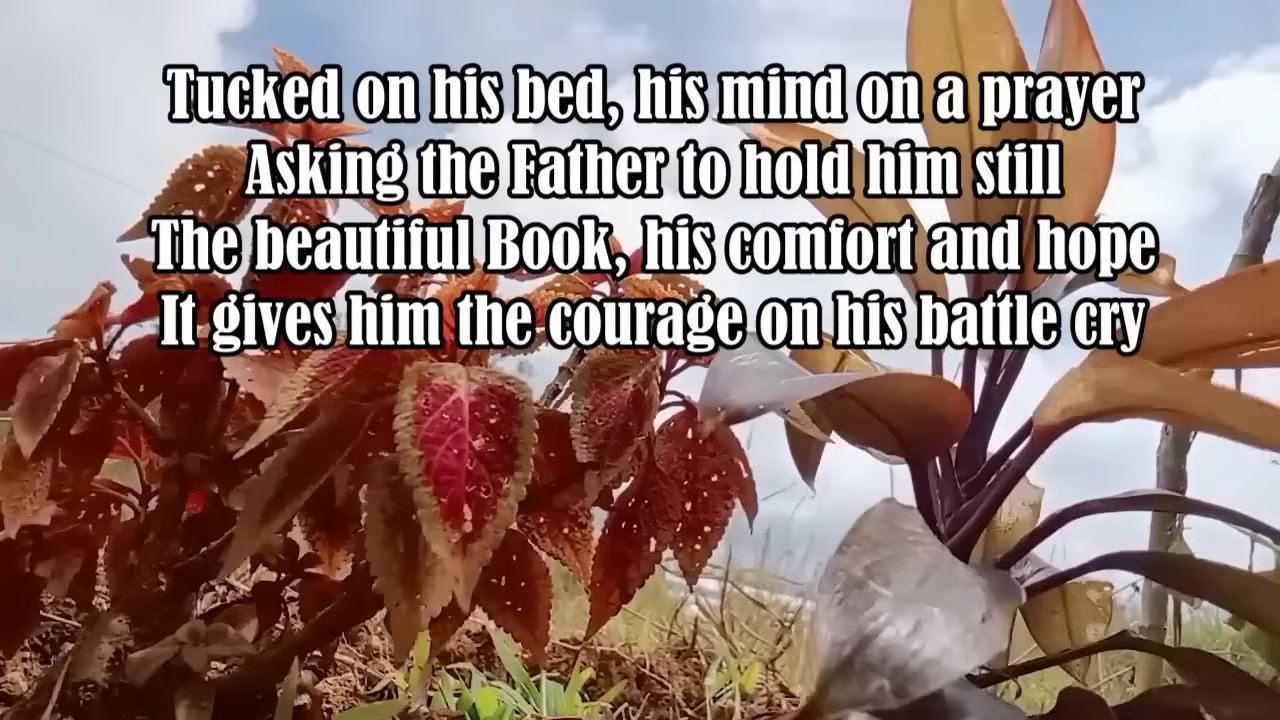 Tucked on his bed, his mind on a prayer
Asking the Father to hold him still
The beautiful Book, his comfort and hope
It gives him the courage on his battle cry